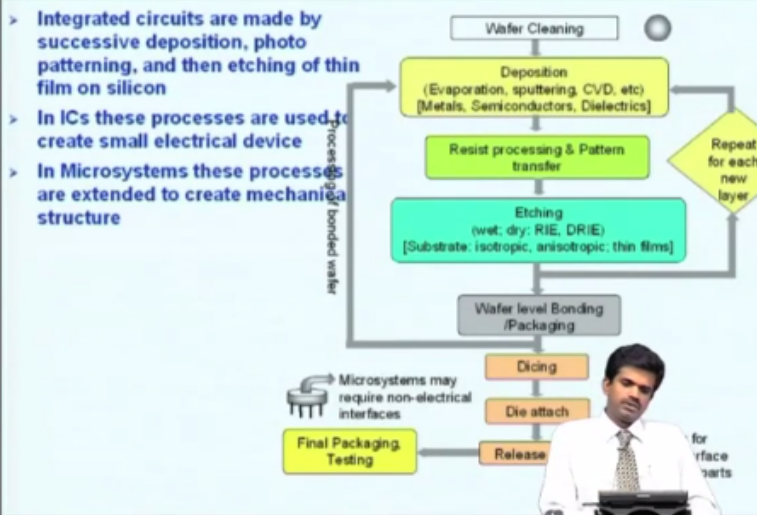 Integrated circuits are made by
successive deposition, photo
patterning, and then etching of thin
film on silicon
In ICs these processes are used to
create small electrical device
In Microsystems these processes
are extended to create mechanical
structure
Wafer Cleaning
Deposition
(Evaporation, sputtering, CVD, etc)
[Metals, Semiconductors, Dielectrics]
Resist processing & Pattern
transfer
Repeat
for each
new
layer
Etching
(wet; dry: RIE, DRIE)
[Substrate: isotropic, anisotropic; thin films]
Processing of bonded wafer
Wafer level Bonding
/Packaging
Dicing
Microsystems may
require non-electrical
interfaces
Die attach
Final Packaging,
Testing
Release
for